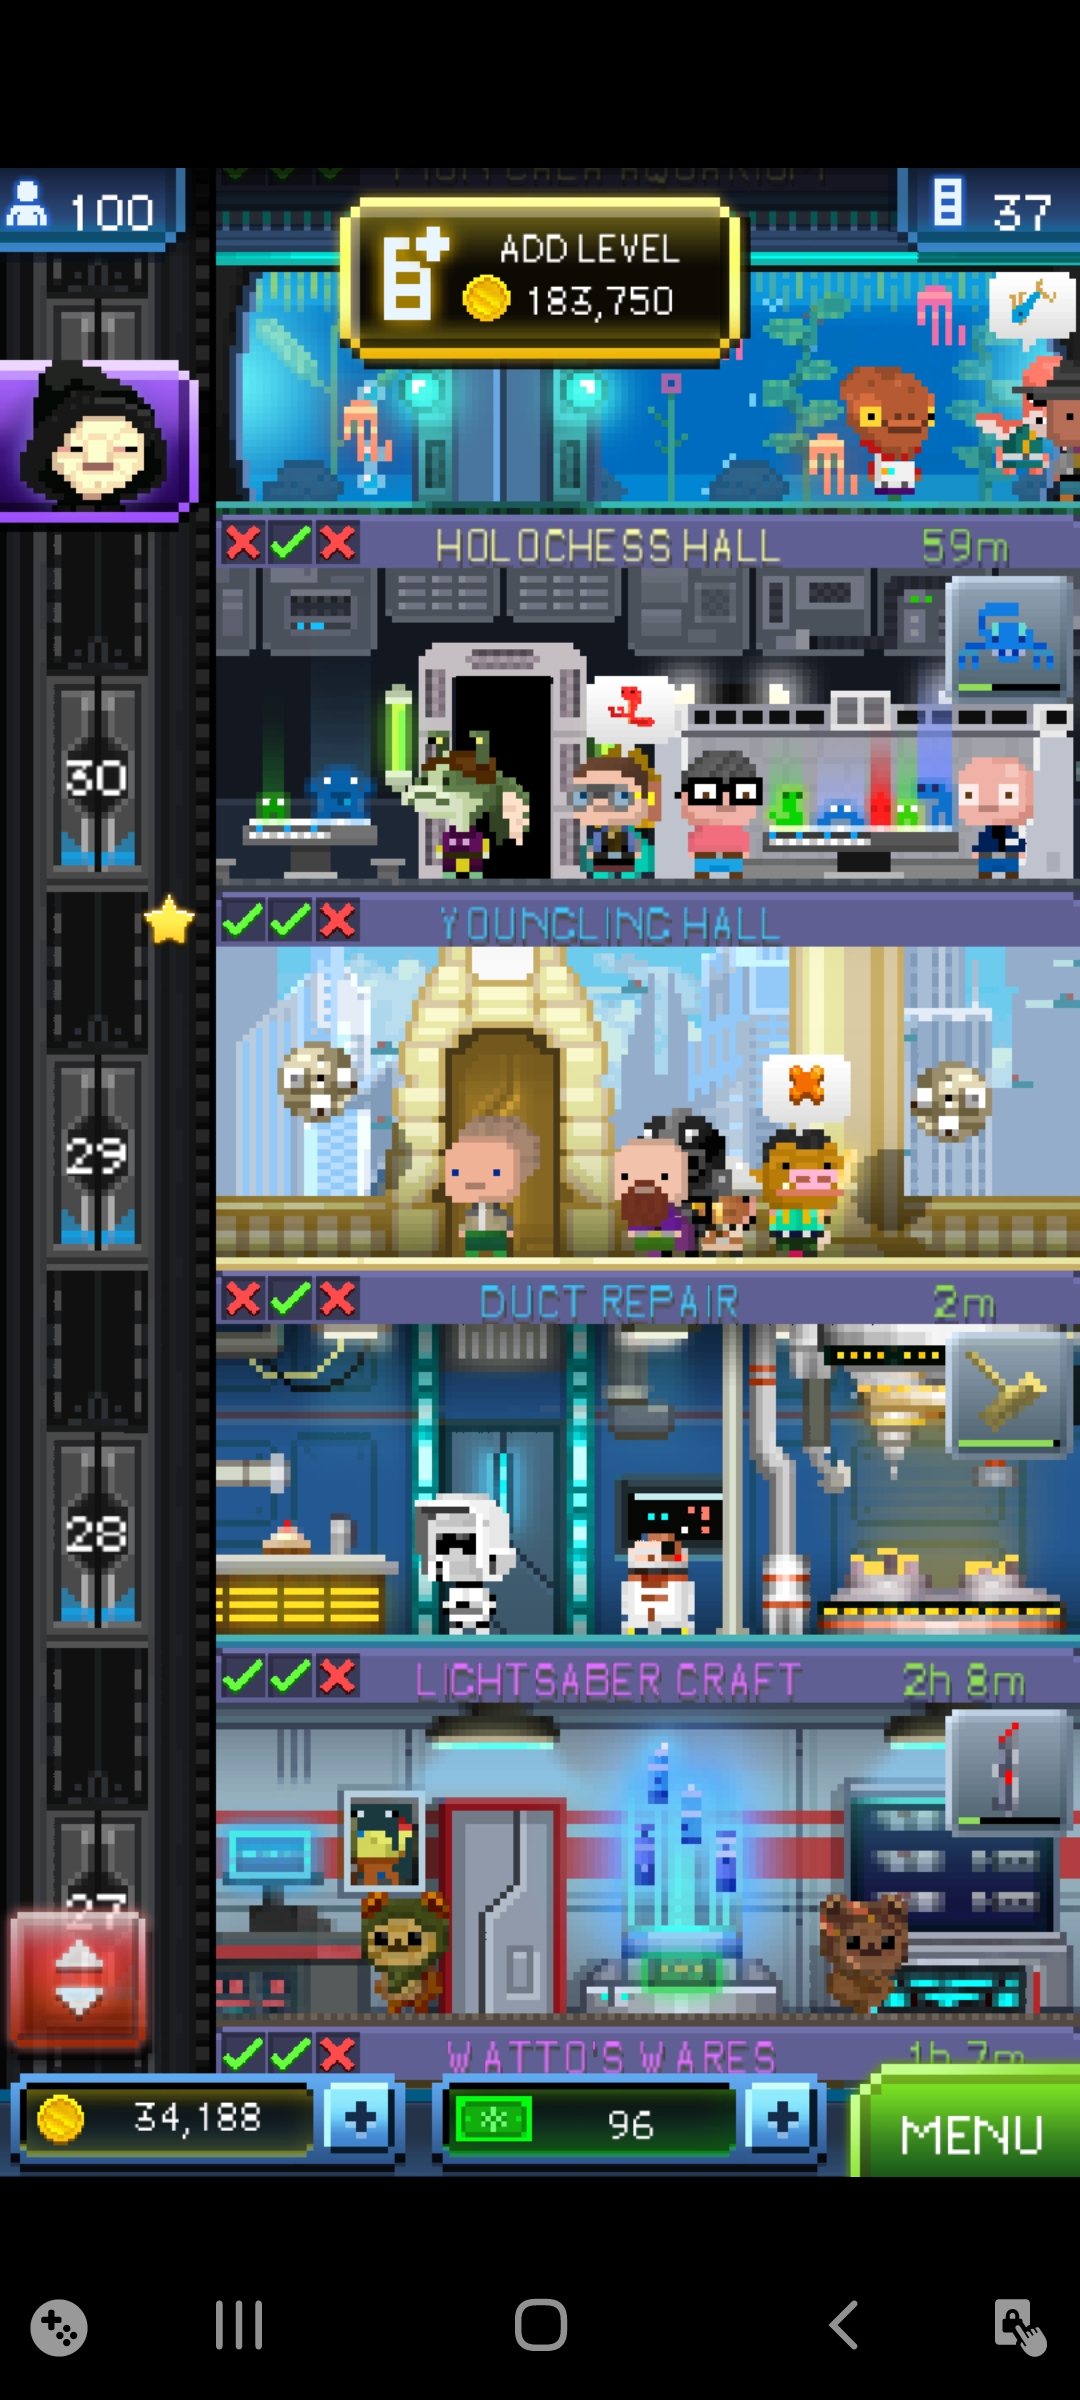 100
ADD LEVEL
183,750
37
HOLOCHESS HALL
59m
30
YOUNGLING HALL
29
DUCT REPAIR
2m
28
LIGHTSABER CRAFT
2h 8m
27
WATTO'S WARES
1h 7m
34,188
96
MENU